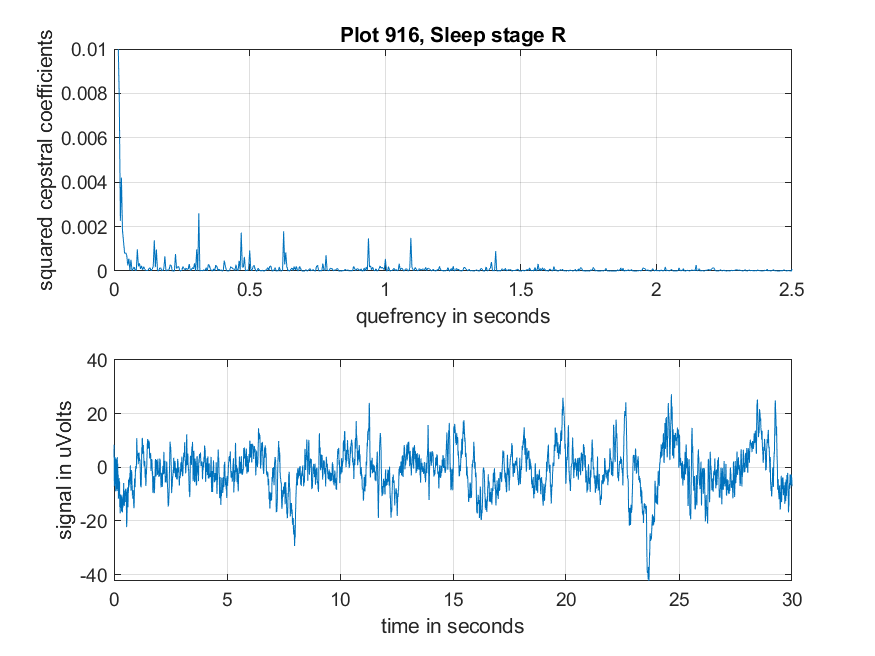 Plot 916, Sleep stage R
squared cepstral coefficients
0.01
0.008
0.006
0.004
0.002
0
0 0.5 1 1.5 2 2.5
quefrency in seconds
signal in uVolts
40
20
0
-20
-40
0 5 10 15 20 25 30
time in seconds